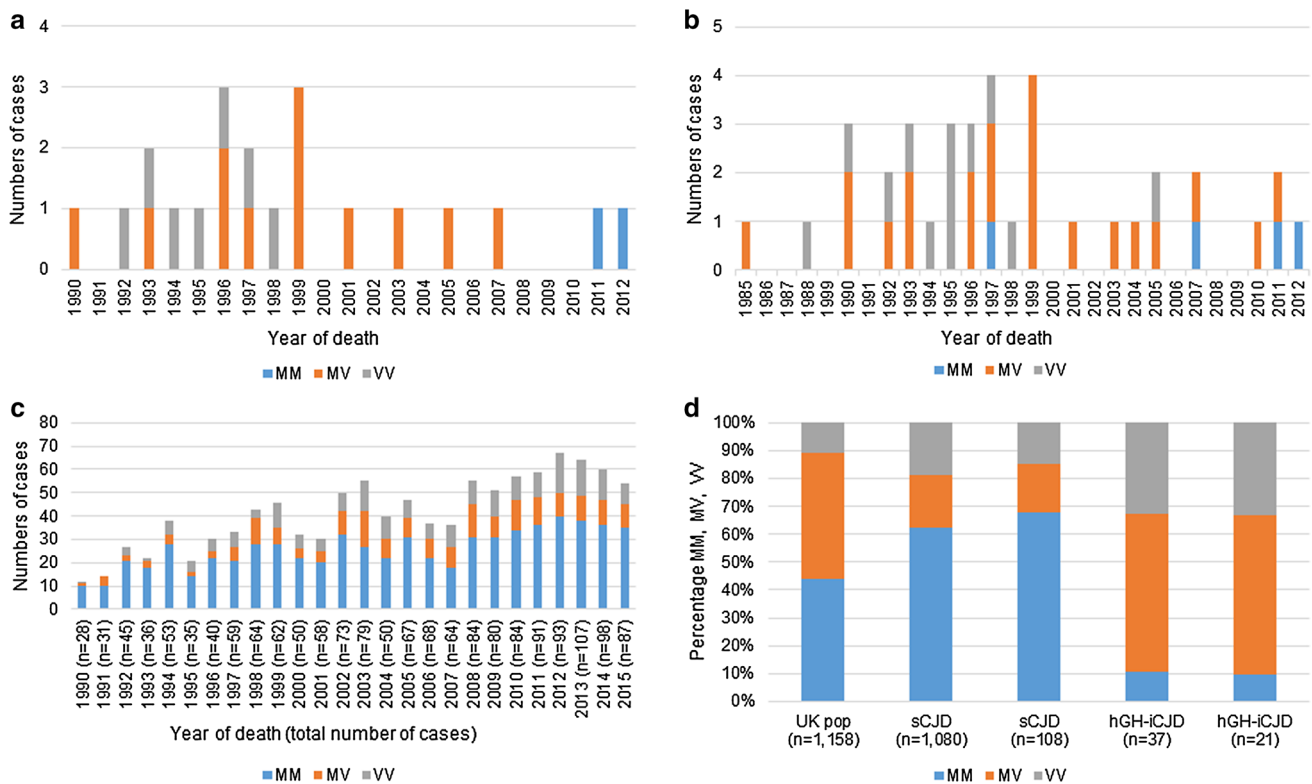 a
4
3
2
1
0
Numbers of cases
1990 1991 1992 1993 1994 1995 1996 1997 1998 1999 2000 2001 2002 2003 2004 2005 2006 2007 2008 2009 2010 2011 2012
Year of death
MM MV VV
b
5
4
3
2
1
0
Numbers of cases
1985 1986 1987 1988 1989 1990 1992 1993 1994 1995 1996 1997 1998 1999 2000 2001 2002 2003 2004 2005 2006 2007 2008 2009 2010 2011 2012
Year of death
MM MV VV
c
80
70
60
50
40
30
20
10
0
Numbers of cases
1990 (n=28)
1991 (n=31)
1992 (n=45)
1993 (n=36)
1994 (n=53)
1995 (n=35)
1996 (n=40)
1997 (n=59)
1998 (n=64)
1999 (n=62)
2000 (n=50)
2001 (n=58)
2002 (n=73)
2003 (n=79)
2004 (n=50)
2005 (n=67)
2006 (n=68)
2007 (n=64)
2008 (n=84)
2009 (n=80)
2010 (n=84)
2011 (n=91)
2012 (n=93)
2013 (n=107)
2014 (n=98)
2015 (n=87)
Year of death (total number of cases)
MM MV VV
d
100%
90%
80%
70%
60%
50%
40%
30%
20%
10%
0%
Percentage MM, MV, VV
UK pop sCJD sCJD hGH-iCJD hGH-iCJD
(n=1,158) (n=1,080) (n=108) (n=37) (n=21)
MM MV VV